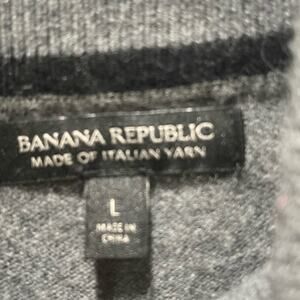 BANANA REPUBLIC
MADE OF ITALIAN YARN
L
MADE IN
CHINA